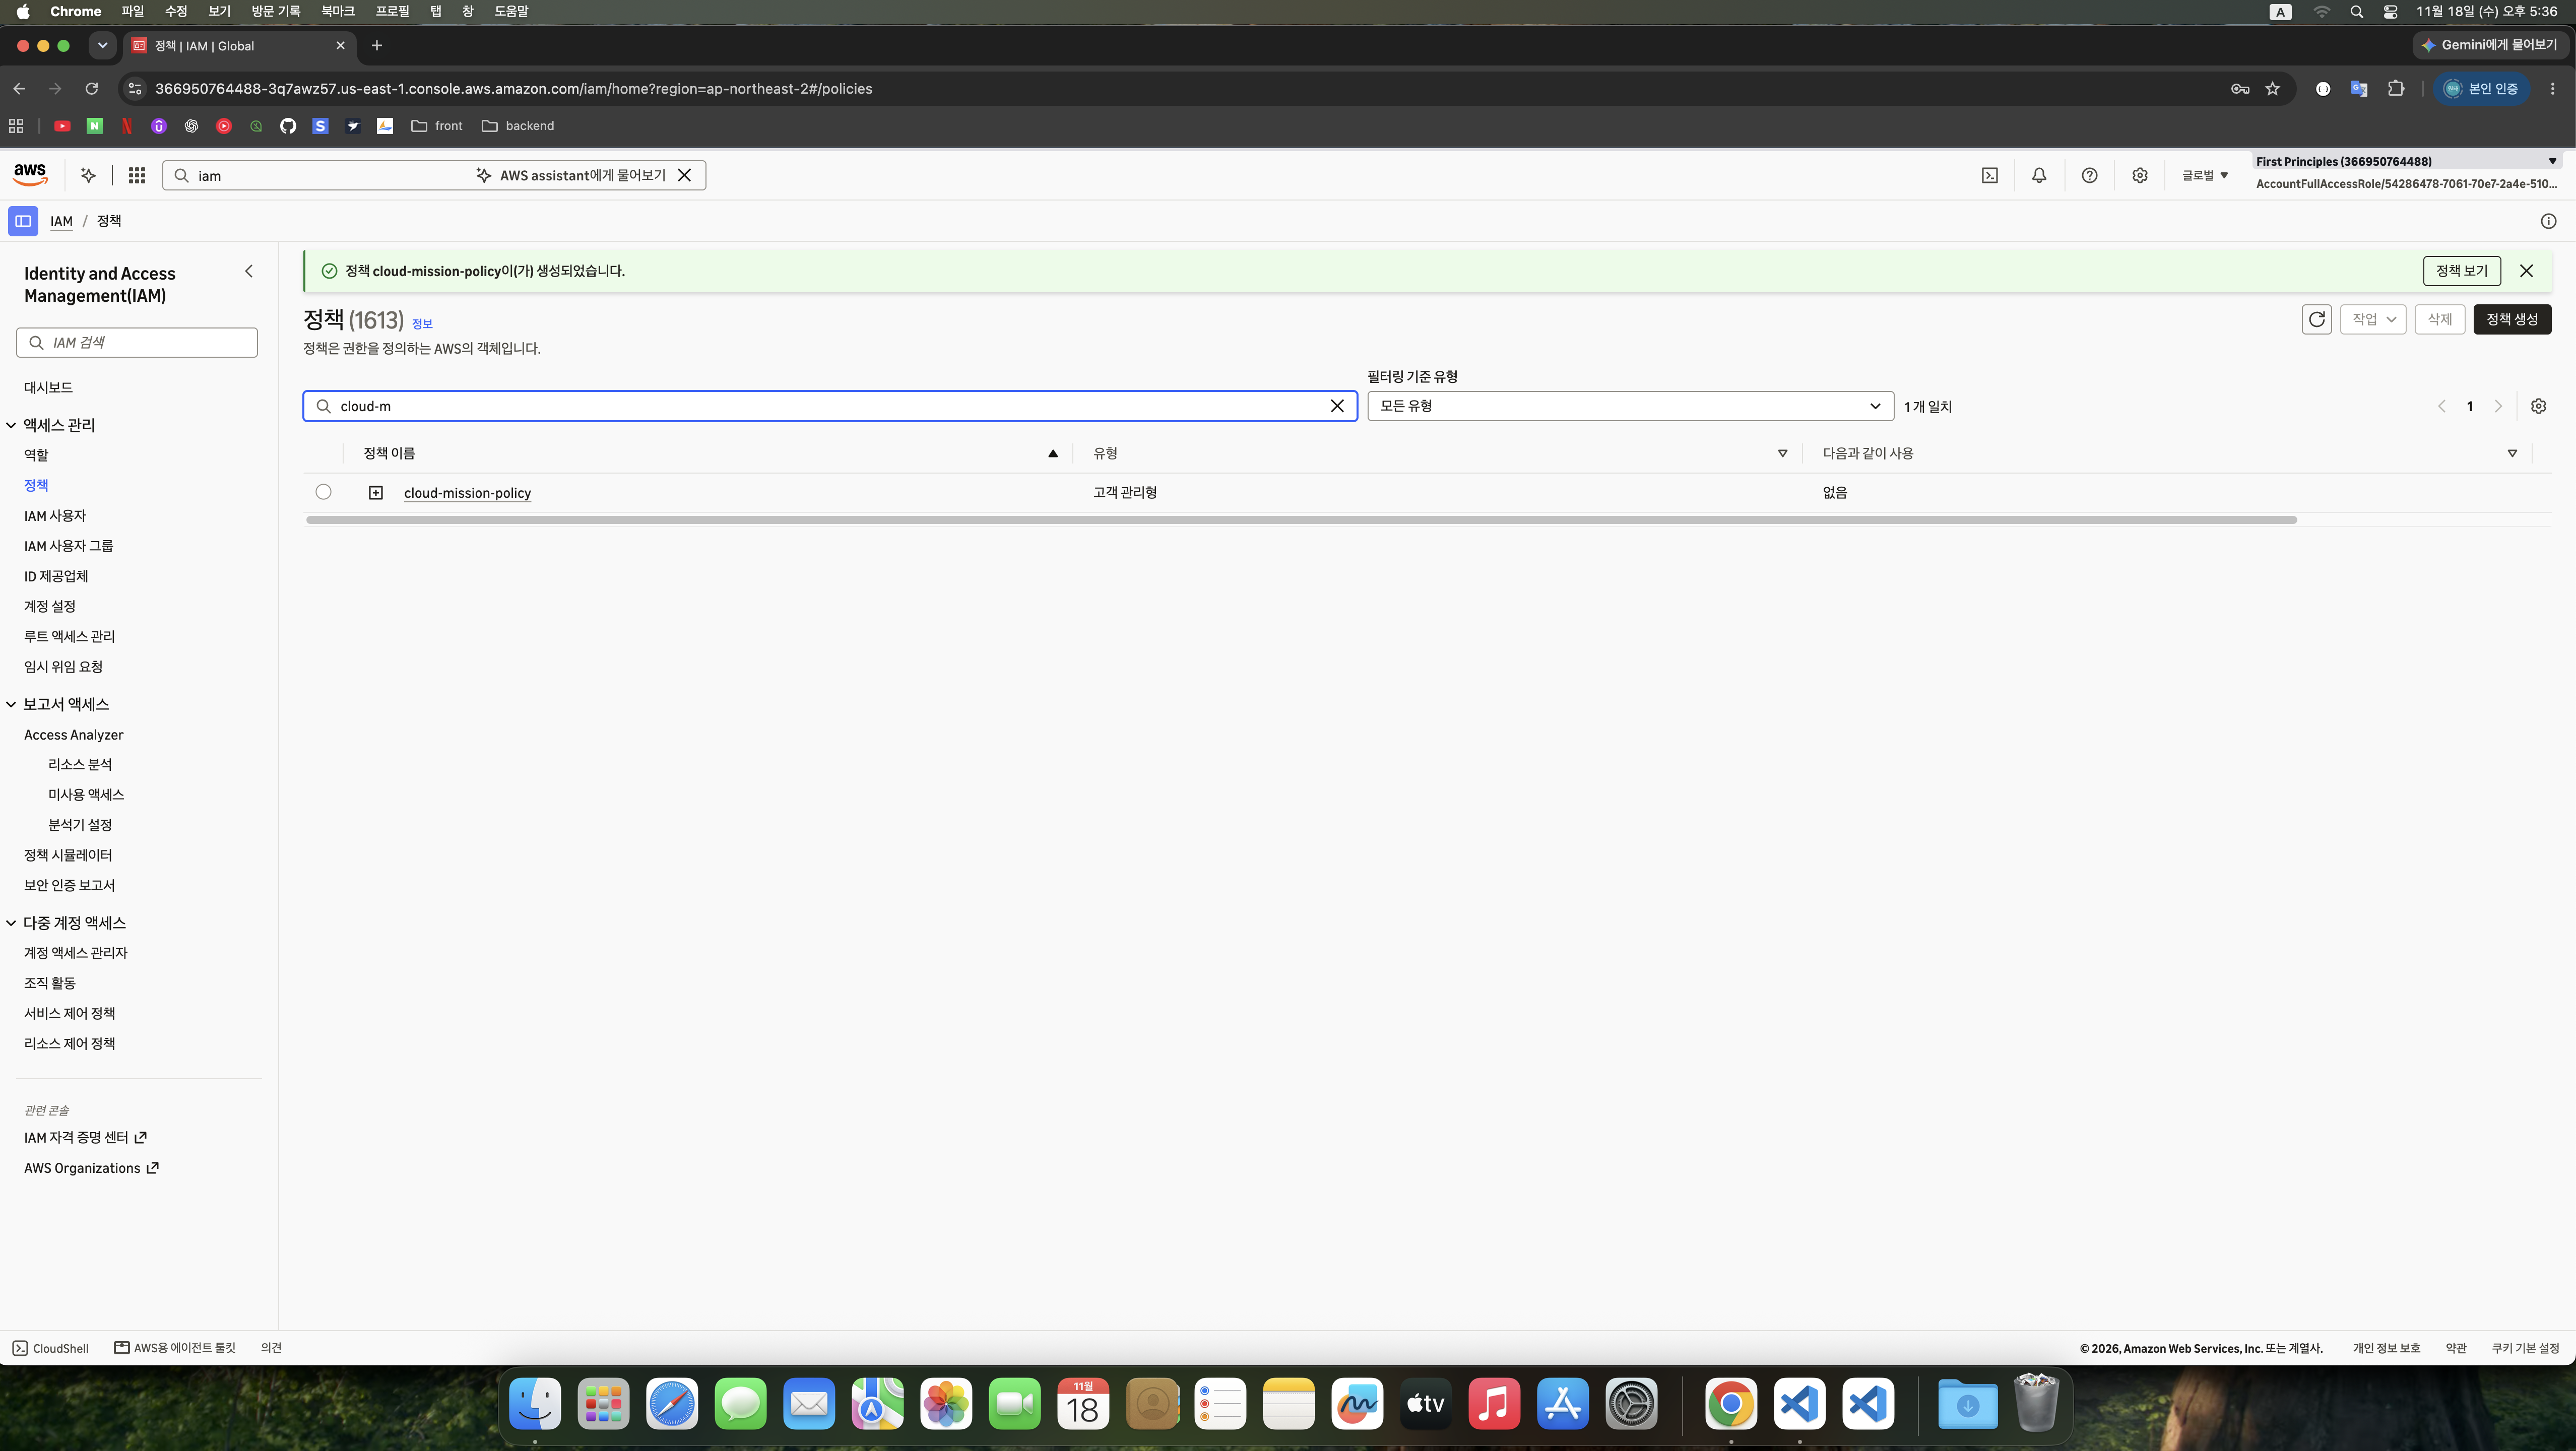 Chrome 파일 수정 보기 방문 기록 북마크 프로필 탭 창 도움말
A 11월 18일 (수) 오후 5:36
정책 | IAM | Global
Gemini에게 물어보기
366950764488-3q7awz57.us-east-1.console.aws.amazon.com/iam/home?region=ap-northeast-2#/policies
본인 인증
front backend
aws
iam
AWS assistant에게 물어보기
글로벌
First Principles (366950764488)
AccountFullAccessRole/54286478-7061-70e7-2a4e-510...
IAM / 정책
Identity and Access
Management(IAM)
IAM 검색
대시보드
액세스 관리
역할
정책
IAM 사용자
IAM 사용자 그룹
ID 제공업체
계정 설정
루트 액세스 관리
임시 위임 요청
보고서 액세스
Access Analyzer
리소스 분석
미사용 액세스
분석기 설정
정책 시뮬레이터
보안 인증 보고서
다중 계정 액세스
계정 액세스 관리자
조직 활동
서비스 제어 정책
리소스 제어 정책
관련 콘솔
IAM 자격 증명 센터
AWS Organizations
정책 cloud-mission-policy이(가) 생성되었습니다.
정책 보기
정책 (1613) 정보
정책은 권한을 정의하는 AWS의 객체입니다.
작업
삭제
정책 생성
필터링 기준 유형
cloud-m
모든 유형
1개 일치
1
정책 이름 유형 다음과 같이 사용
cloud-mission-policy 고객 관리형 없음
CloudShell AWS용 에이전트 툴킷 의견
© 2026, Amazon Web Services, Inc. 또는 계열사. 개인 정보 보호 약관 쿠키 기본 설정
11월
18
tv